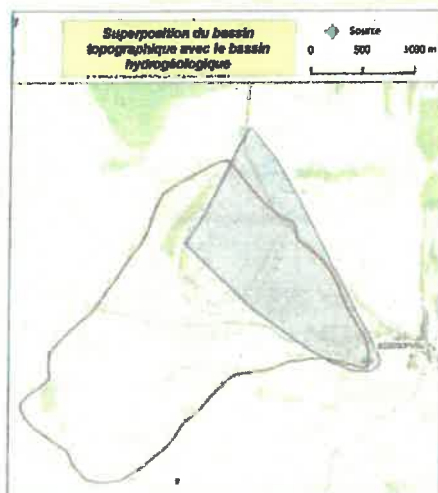 Superposition du bassin
topographique avec le bassin
hydrogéologique
Source
0 500 1000 m